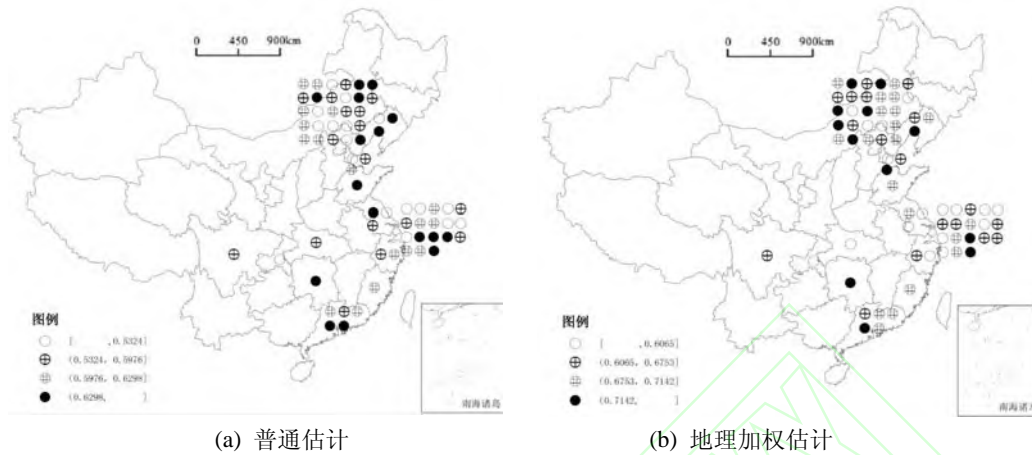 0 450 900km
0 450 900km
图例
[ ,0.5324]
(0.5324, 0.5976]
(0.5976, 0.6298]
(0.6298, ]
南海诸岛
图例
[ ,0.6065]
(0.6065, 0.6753]
(0.6753, 0.7142]
(0.7142, ]
南海诸岛
(a) 普通估计
(b) 地理加权估计